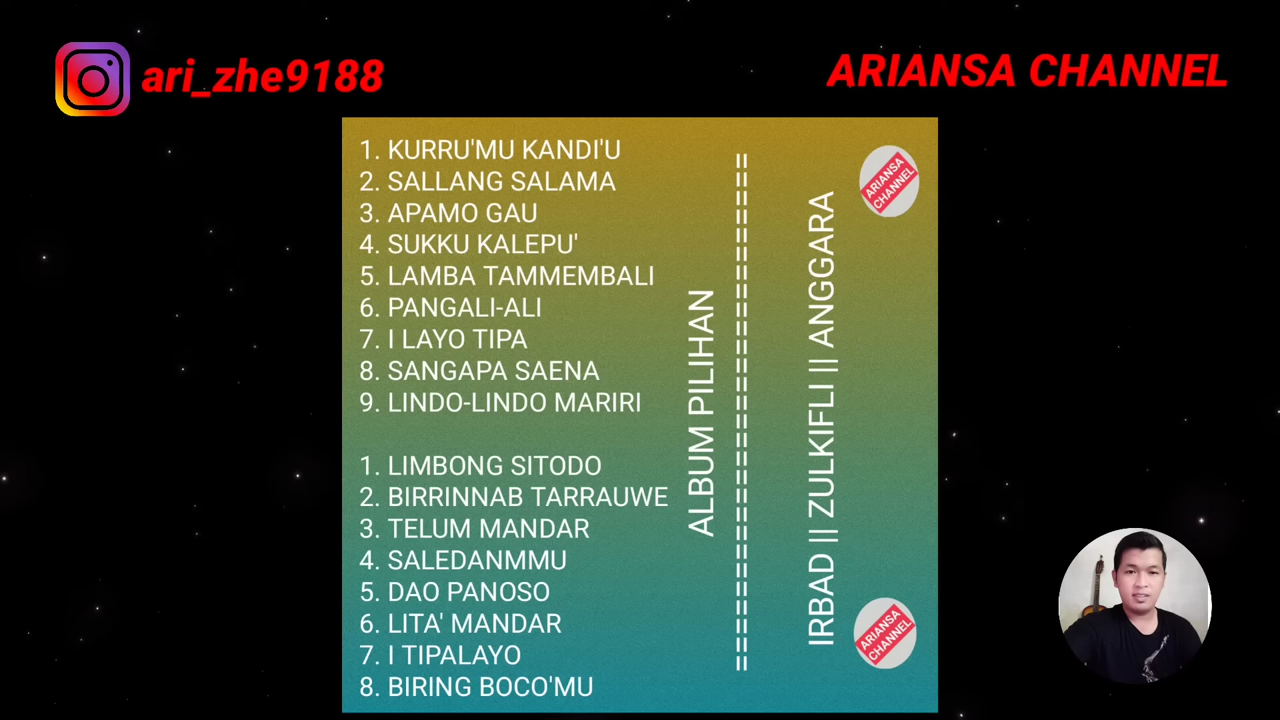 ari_zhe9188
ARIANSA CHANNEL
1. KURRU'MU KANDI'U
2. SALLANG SALAMA
3. APAMO GAU
4. SUKKU KALEPU'
5. LAMBA TAMMEMBALI
6. PANGALI-ALI
7. I LAYO TIPA
8. SANGAPA SAENA
9. LINDO-LINDO MARIRI
1. LIMBONG SITODO
2. BIRRINNAB TARRAUWE
3. TELUM MANDAR
4. SALEDANMMU
5. DAO PANOSO
6. LITA' MANDAR
7. I TIPALAYO
8. BIRING BOCO'MU
ALBUM PILIHAN
==============================
IRBAD || ZULKIFLI || ANGGARA
ARIANSA
CHANNEL
ARIANSA
CHANNEL